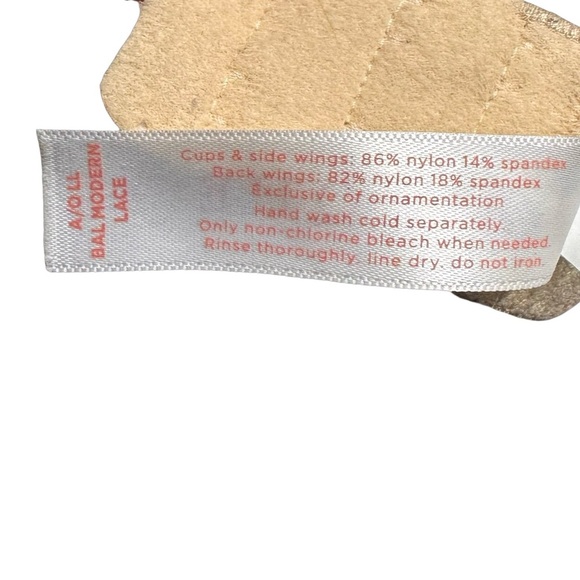 A/O LL
BAL MODERN
LACE
Cups & side wings: 86% nylon 14% spandex
Back wings: 82% nylon 18% spandex
Exclusive of ornamentation
Hand wash cold separately.
Only non-chlorine bleach when needed.
Rinse thoroughly. line dry. do not iron.